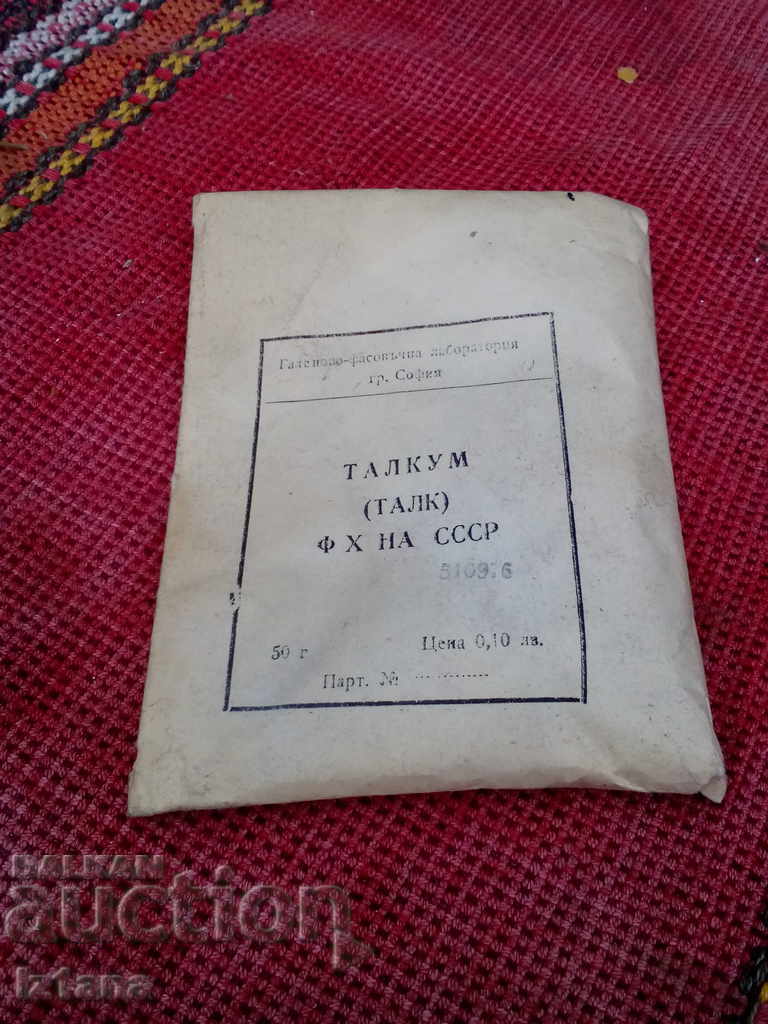 Галеново-фасовъчна лаборатория
гр. София
ТАЛКУМ
(ТАЛК)
Ф Х НА СССР
510976
50 г Цена 0,10 лв.
Парт. № ............
BALKAN
auction
iztana